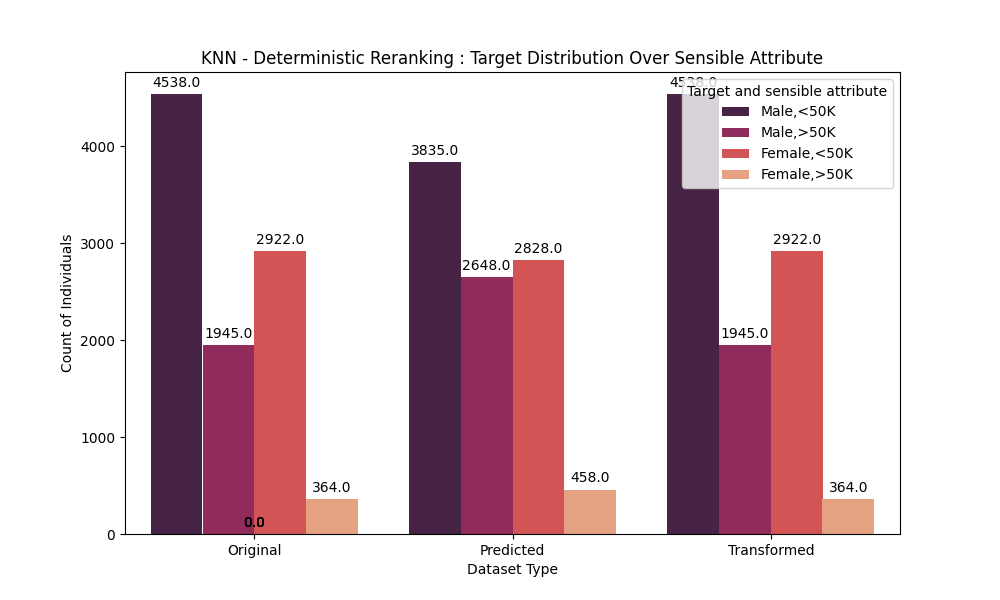 KNN - Deterministic Reranking : Target Distribution Over Sensible Attribute
4538.0
4538.0
Target and sensible attribute
Male,<50K
Male,>50K
Female,<50K
Female,>50K
3835.0
2922.0
2648.0
2828.0
2922.0
1945.0
1945.0
364.0
458.0
364.0
0.0
4000
3000
2000
1000
0
Count of Individuals
Original
Predicted
Transformed
Dataset Type